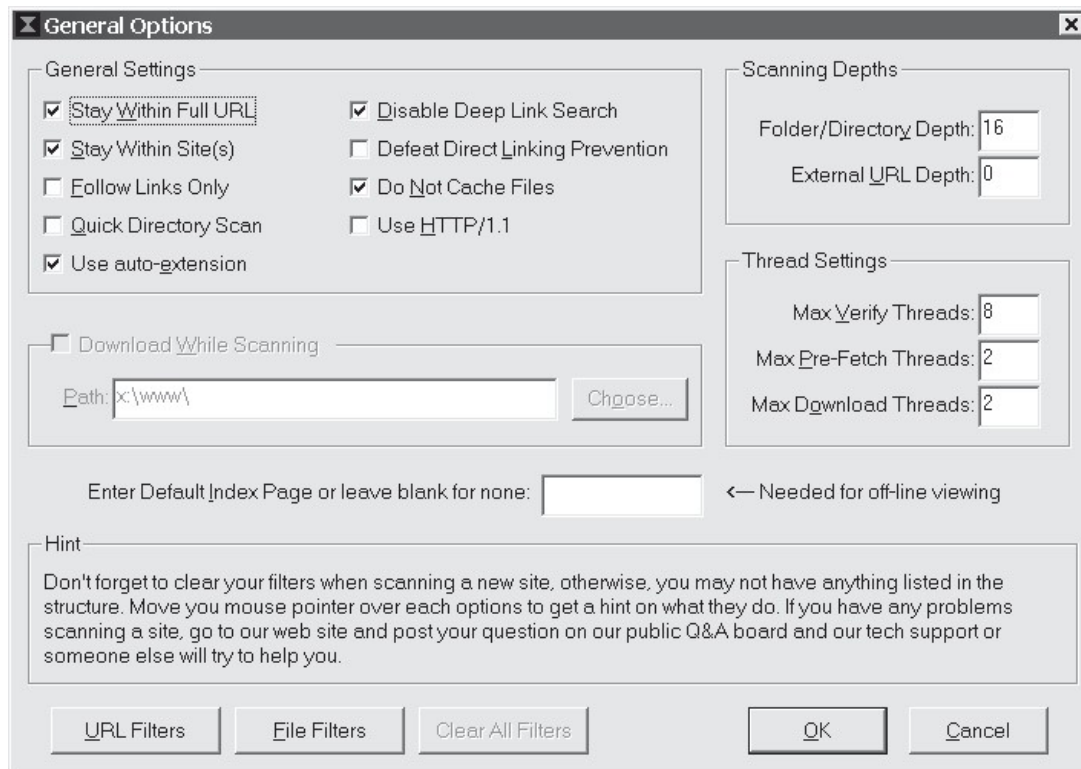 General Options
General Settings
Stay Within Full URL
Stay Within Site(s)
Follow Links Only
Quick Directory Scan
Use auto-extension
Disable Deep Link Search
Defeat Direct Linking Prevention
Do Not Cache Files
Use HTTP/1.1
Scanning Depths
Folder/Directory Depth: 16
External URL Depth: 0
Thread Settings
Max Verify Threads: 8
Max Pre-Fetch Threads: 2
Max Download Threads: 2
Download While Scanning
Path: x:\www\
Choose...
Enter Default Index Page or leave blank for none:
<— Needed for off-line viewing
Hint
Don't forget to clear your filters when scanning a new site, otherwise, you may not have anything listed in the
structure. Move you mouse pointer over each options to get a hint on what they do. If you have any problems
scanning a site, go to our web site and post your question on our public Q&A board and our tech support or
someone else will try to help you.
URL Filters
File Filters
Clear All Filters
OK
Cancel